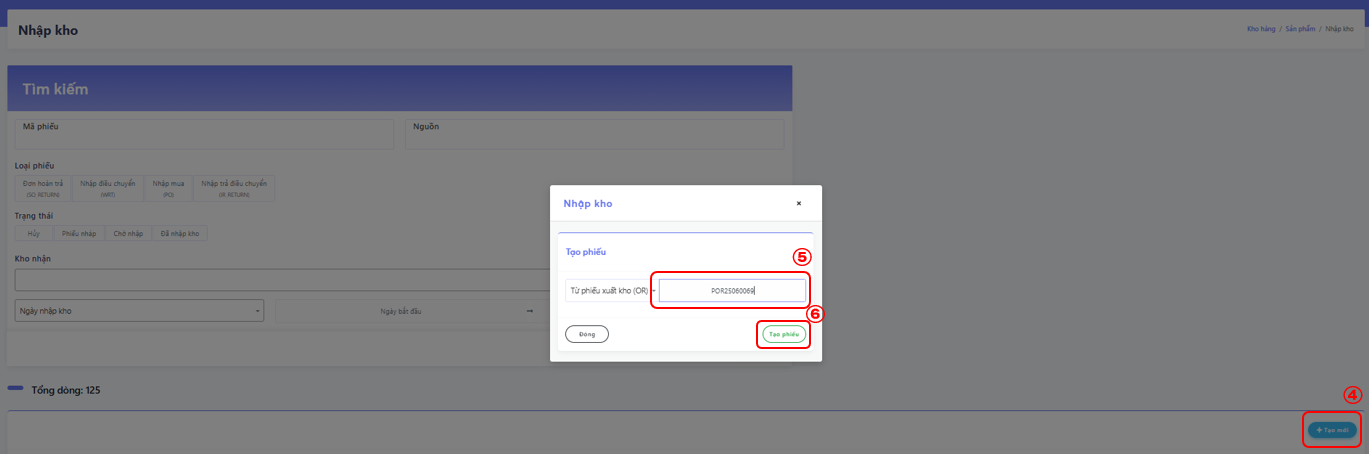 Nhập kho
Kho hàng / Sản phẩm / Nhập kho
Tìm kiếm
Mã phiếu
Nguồn
Loại phiếu
Đơn hoàn trả
(SO_RETURN)
Nhập điều chuyển
(WRT)
Nhập mua
(PO)
Nhập trả điều chuyển
(IR_RETURN)
Trạng thái
Hủy
Phiếu nháp
Chờ nhập
Đã nhập kho
Kho nhận
Ngày nhập kho
Ngày bắt đầu
Nhập kho
×
Tạo phiếu
⑤
Từ phiếu xuất kho (OR)
POR25060069
⑥
Đóng
Tạo phiếu
Tổng dòng: 125
④
+ Tạo mới